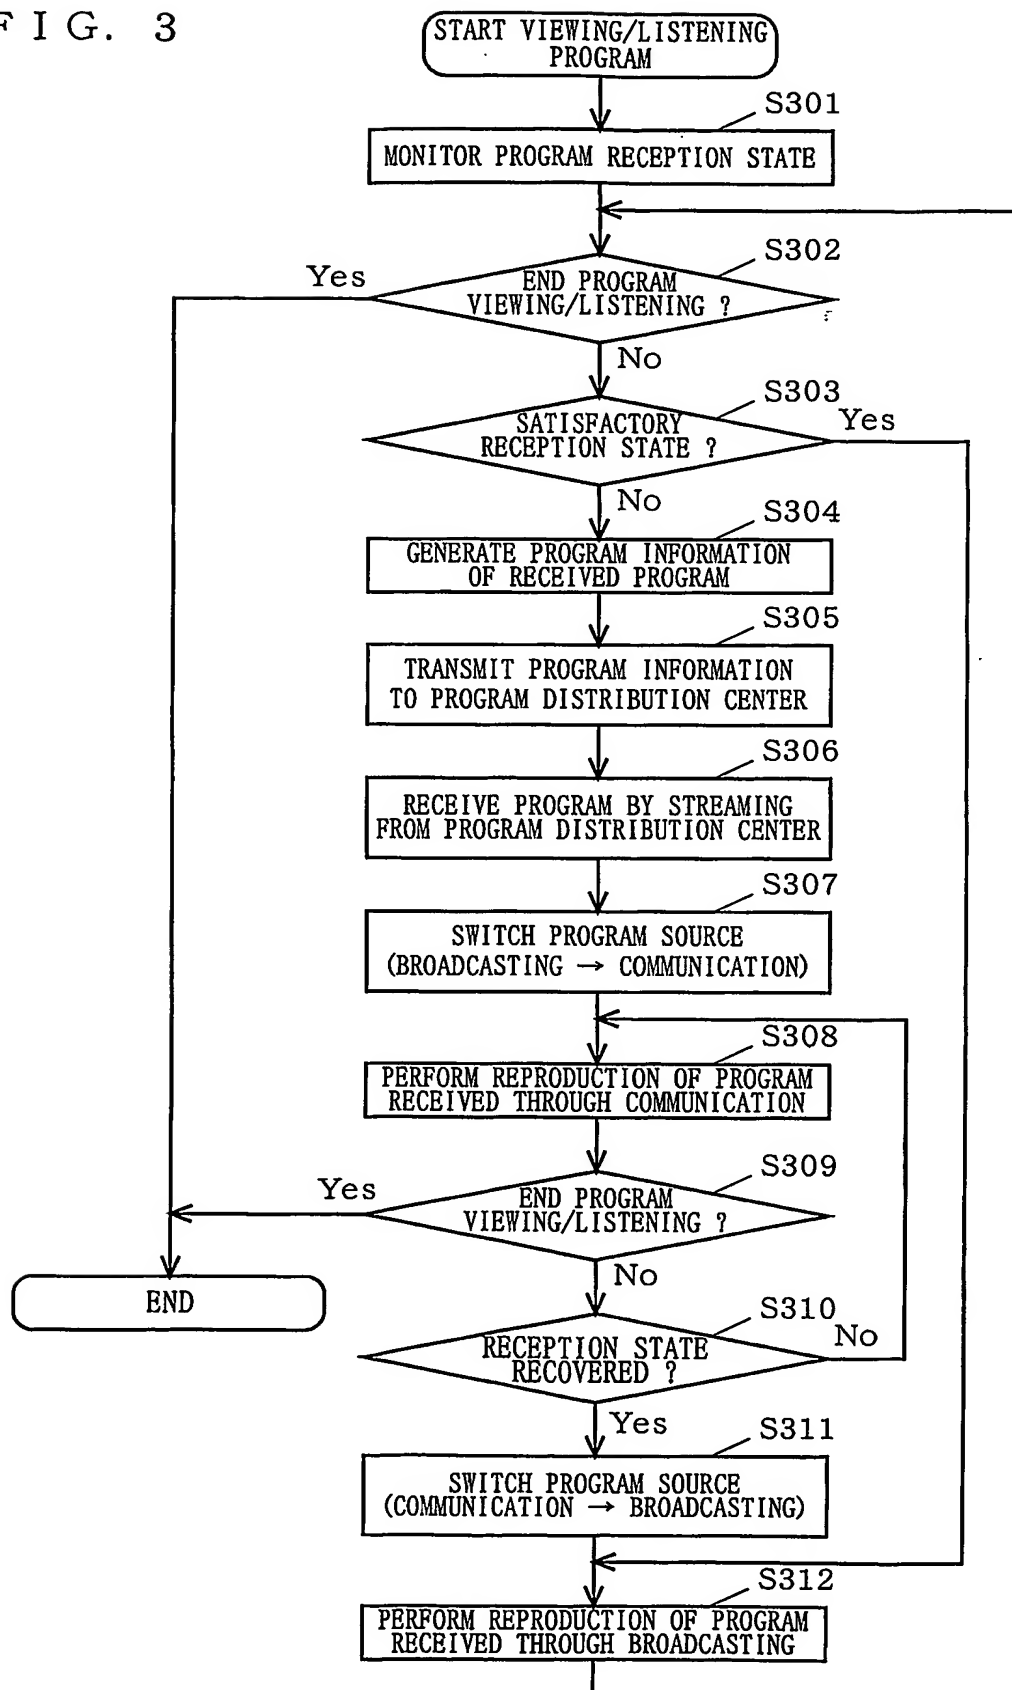 F I G. 3
START VIEWING/LISTENING
PROGRAM
S301
MONITOR PROGRAM RECEPTION STATE
S302
Yes
END PROGRAM
VIEWING/LISTENING ?
No
S303
Yes
SATISFACTORY
RECEPTION STATE ?
No
S304
GENERATE PROGRAM INFORMATION
OF RECEIVED PROGRAM
S305
TRANSMIT PROGRAM INFORMATION
TO PROGRAM DISTRIBUTION CENTER
S306
RECEIVE PROGRAM BY STREAMING
FROM PROGRAM DISTRIBUTION CENTER
S307
SWITCH PROGRAM SOURCE
(BROADCASTING → COMMUNICATION)
S308
PERFORM REPRODUCTION OF PROGRAM
RECEIVED THROUGH COMMUNICATION
S309
Yes
END PROGRAM
VIEWING/LISTENING ?
No
END
S310
No
RECEPTION STATE
RECOVERED ?
Yes
S311
SWITCH PROGRAM SOURCE
(COMMUNICATION → BROADCASTING)
S312
PERFORM REPRODUCTION OF PROGRAM
RECEIVED THROUGH BROADCASTING